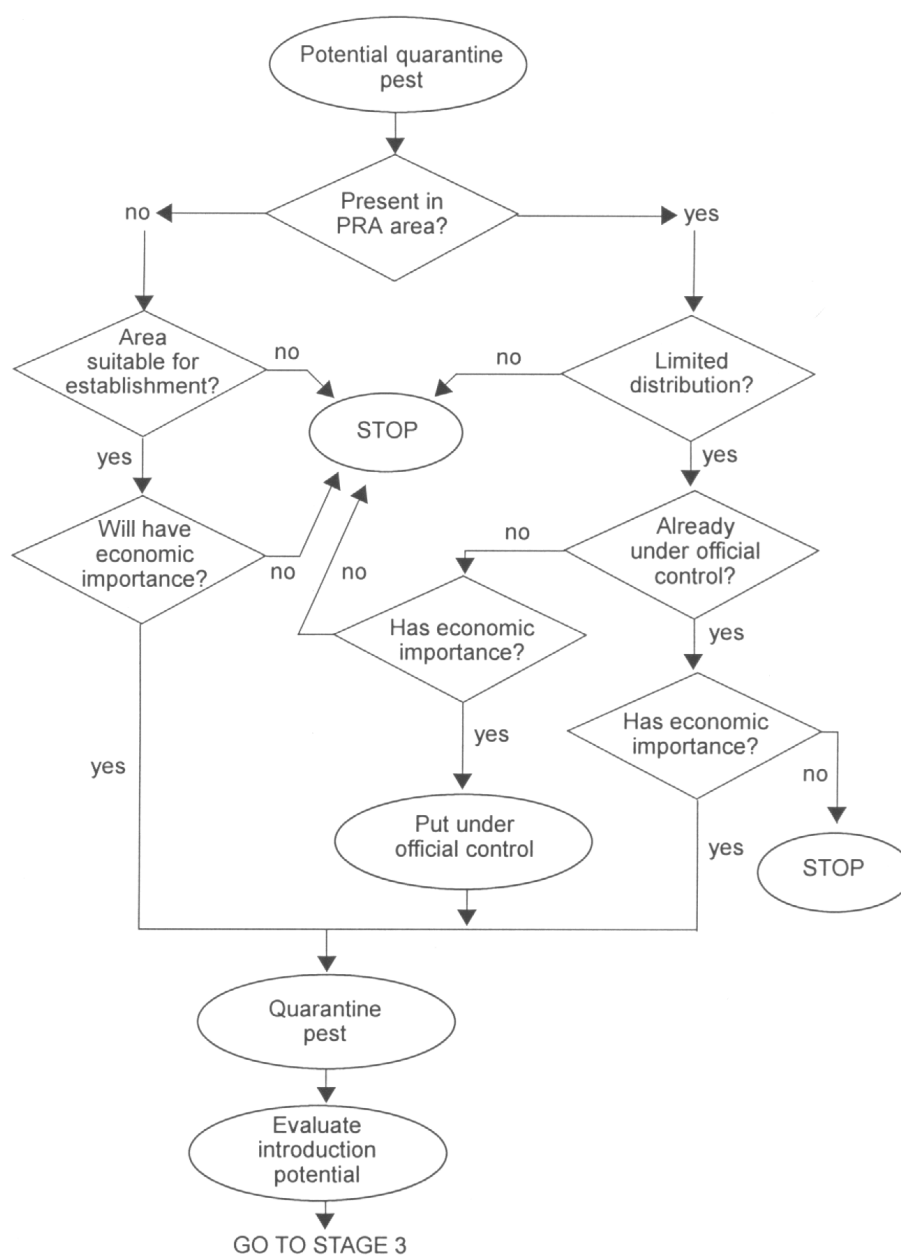 Potential quarantine
pest
Present in
PRA area?
no
yes
Area
suitable for
establishment?
no
no
Limited
distribution?
STOP
yes
yes
Will have
economic
importance?
no
no
no
Already
under official
control?
Has economic
importance?
yes
yes
Has economic
importance?
yes
no
Put under
official control
yes
STOP
Quarantine
pest
Evaluate
introduction
potential
GO TO STAGE 3